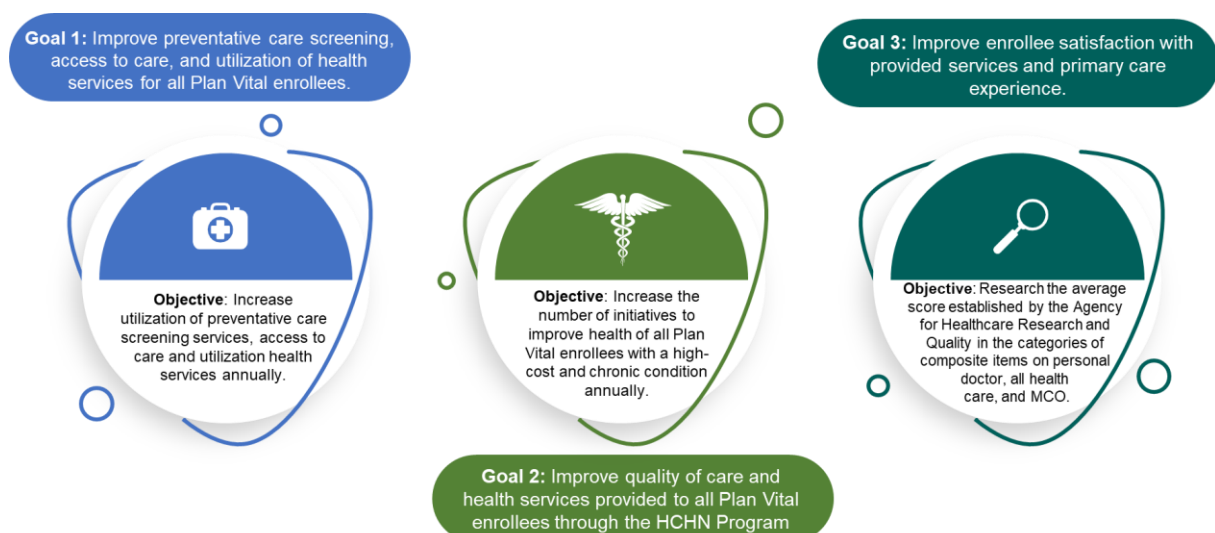 Goal 1: Improve preventative care screening,
access to care, and utilization of health
services for all Plan Vital enrollees.
Objective: Increase
utilization of preventative care
screening services, access to
care and utilization health
services annually.
Objective: Increase the
number of initiatives to
improve health of all Plan
Vital enrollees with a high-
cost and chronic condition
annually.
Goal 2: Improve quality of care and
health services provided to all Plan Vital
enrollees through the HCHN Program
Goal 3: Improve enrollee satisfaction with
provided services and primary care
experience.
Objective: Research the average
score established by the Agency
for Healthcare Research and
Quality in the categories of
composite items on personal
doctor, all health
care, and MCO.